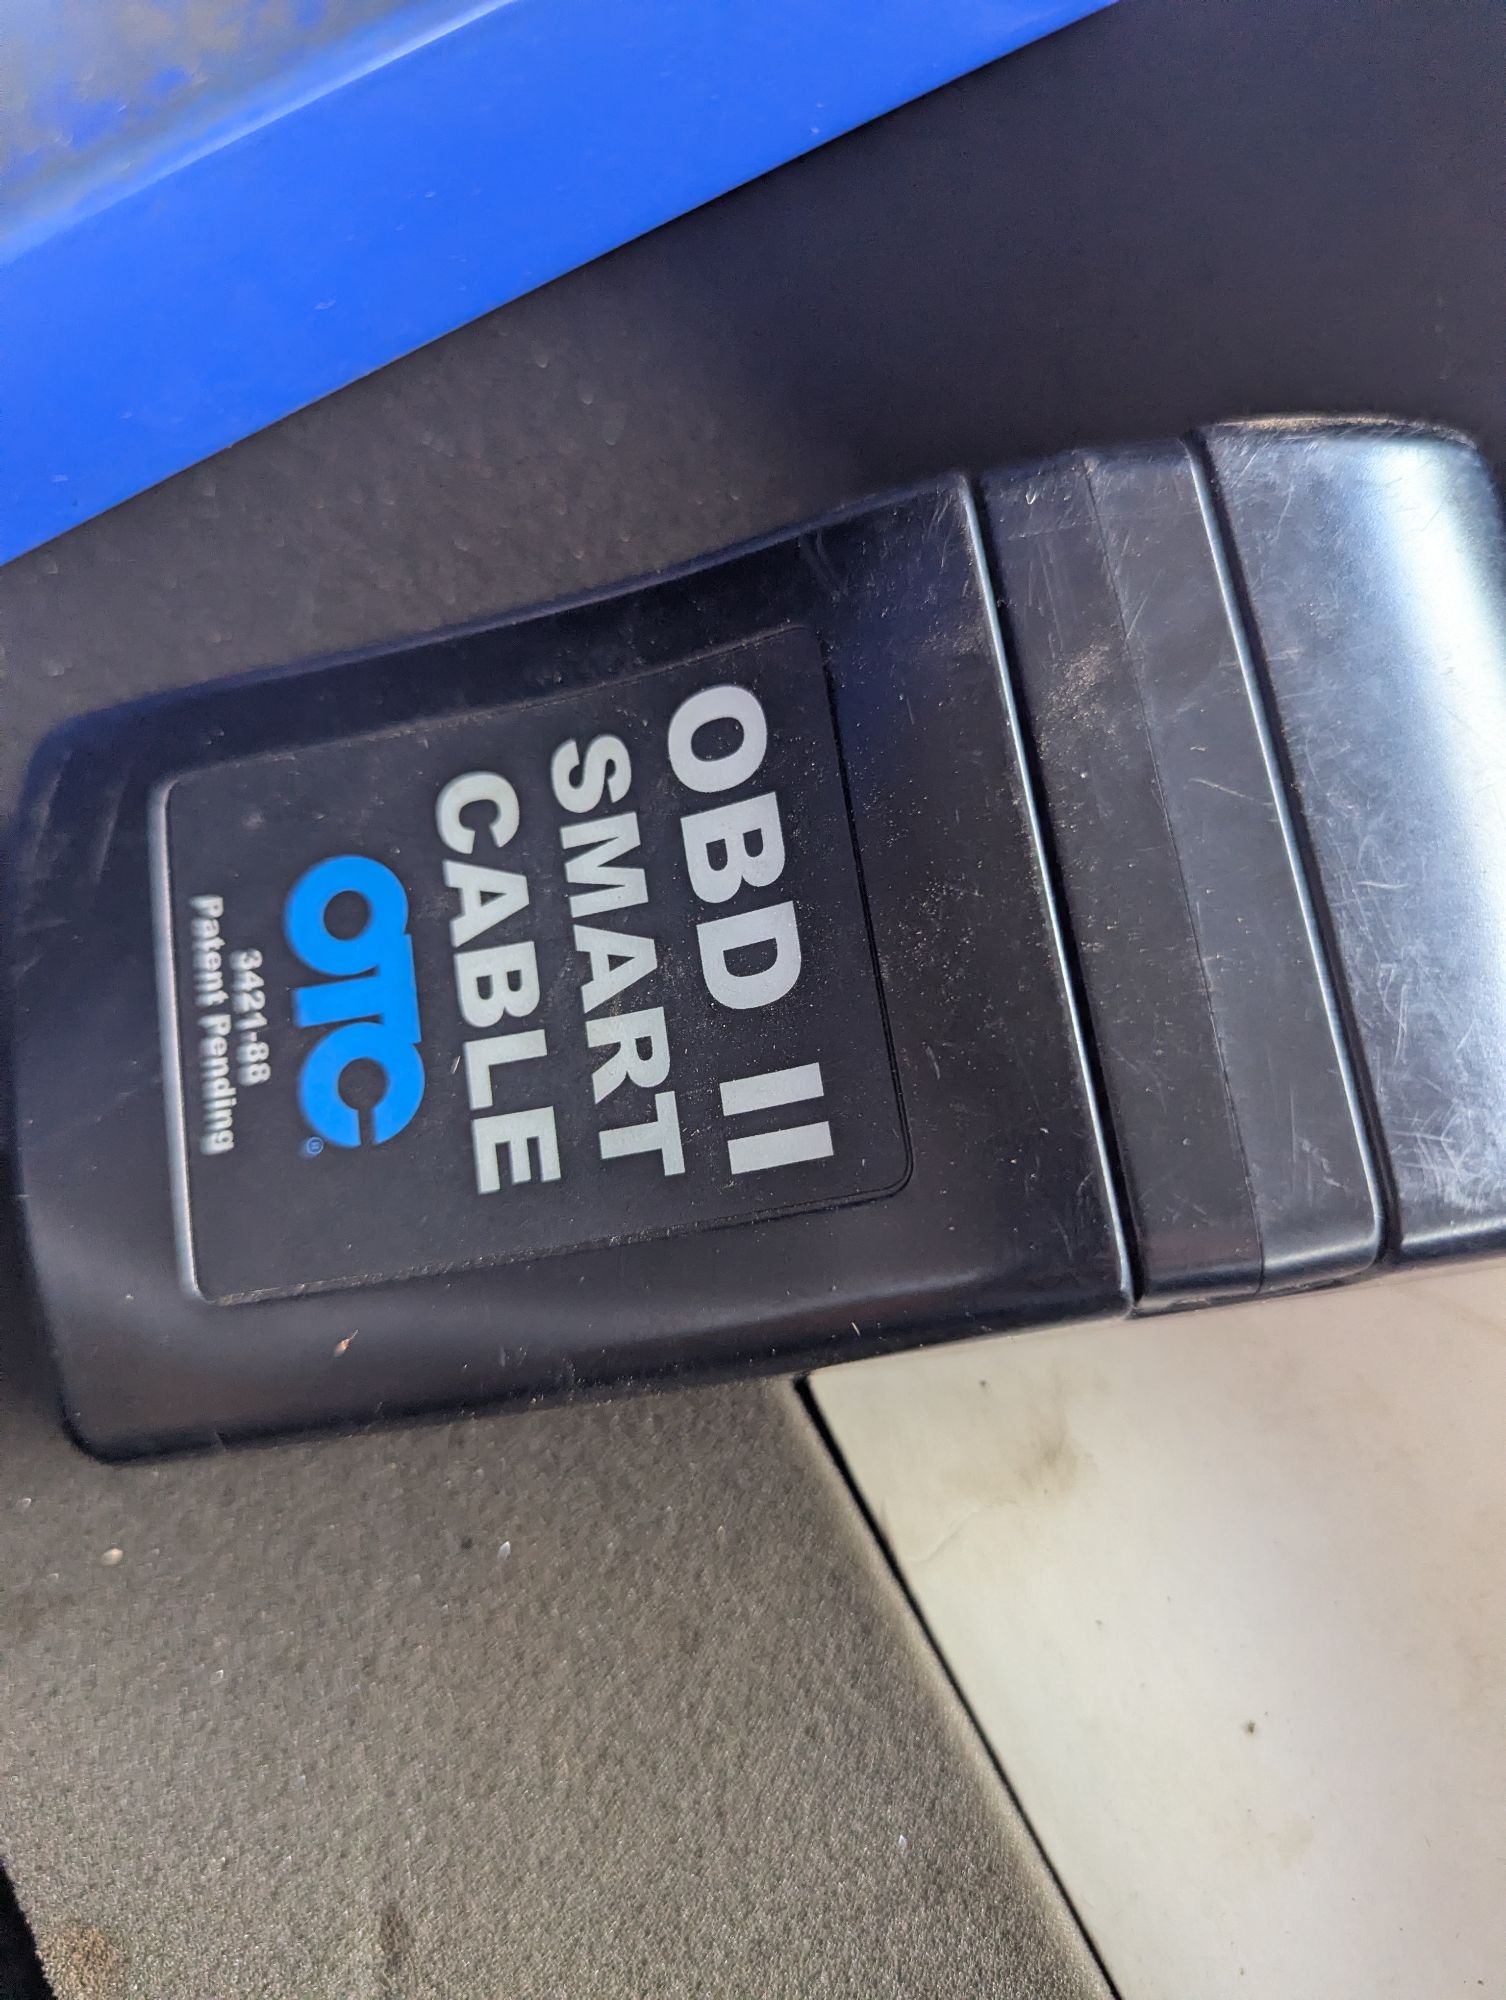 OBD II
SMART
CABLE
OTC®
3421-88
Patent Pending